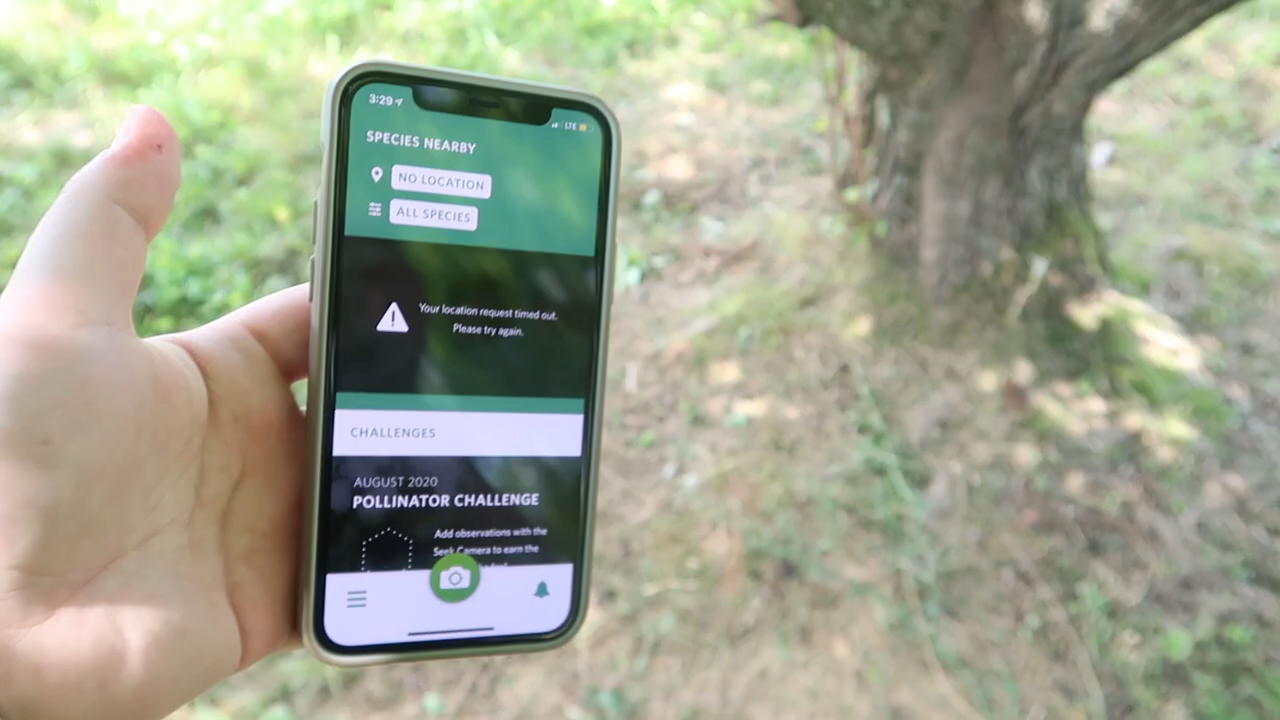 3:29
LTE
SPECIES NEARBY
NO LOCATION
ALL SPECIES
Your location request timed out.
Please try again.
CHALLENGES
AUGUST 2020
POLLINATOR CHALLENGE
Add observations with the
Seek Camera to earn the